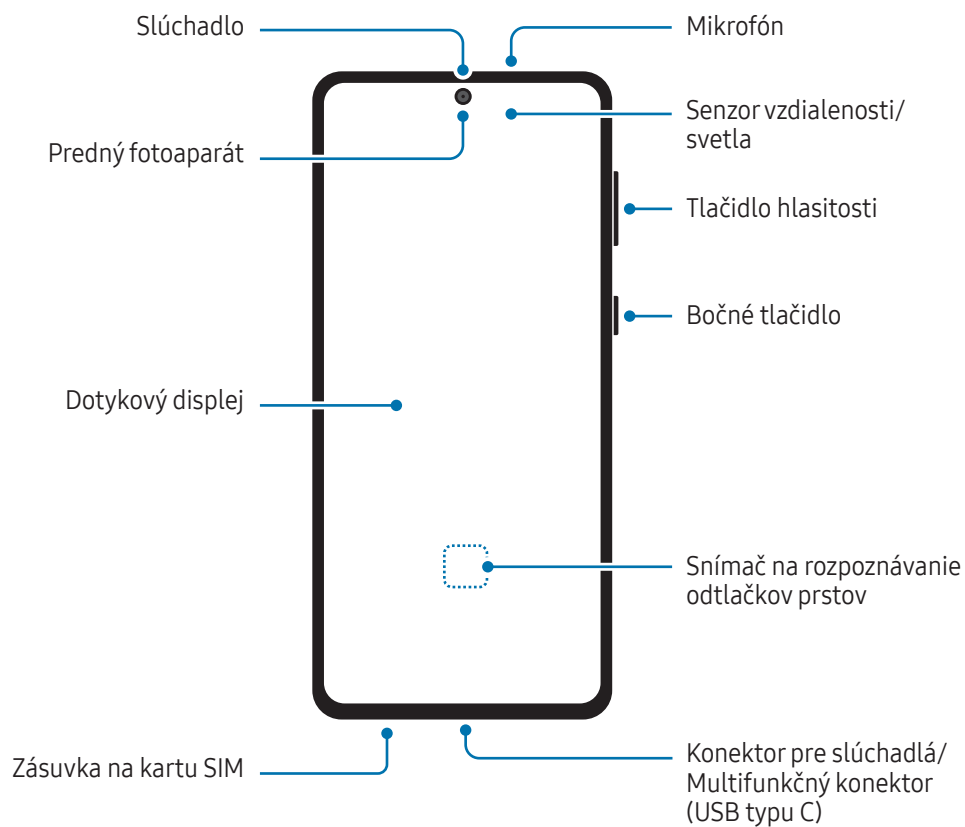 Slúchadlo
Mikrofón
Predný fotoaparát
Senzor vzdialenosti/
svetla
Tlačidlo hlasitosti
Bočné tlačidlo
Dotykový displej
Snímač na rozpoznávanie
odtlačkov prstov
Zásuvka na kartu SIM
Konektor pre slúchadlá/
Multifunkčný konektor
(USB typu C)